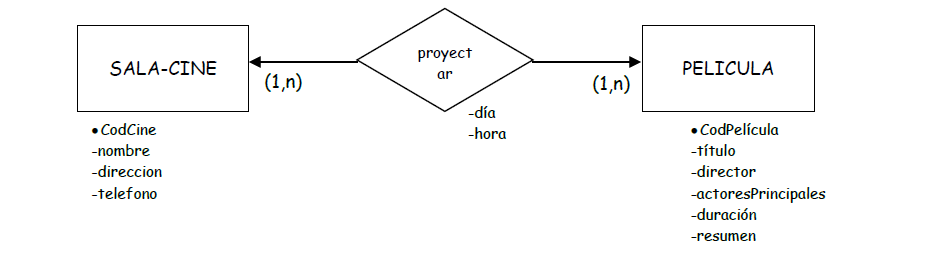 proyect
ar
SALA-CINE
PELICULA
(1,n)
(1,n)
-día
-hora
•CodCine
-nombre
-direccion
-telefono
•CodPelícula
-título
-director
-actoresPrincipales
-duración
-resumen